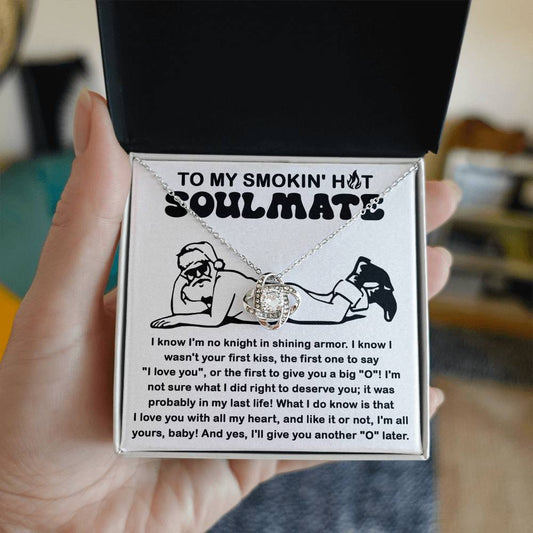 TO MY SMOKIN' HOT
SOULMATE
I know I'm no knight in shining armor. I know I
wasn't your first kiss, the first one to say
"I love you", or the first to give you a big "O"! I'm
not sure what I did right to deserve you; it was
probably in my last life! What I do know is that
I love you with all my heart, and like it or not, I'm all
yours, baby! And yes, I'll give you another "O" later.